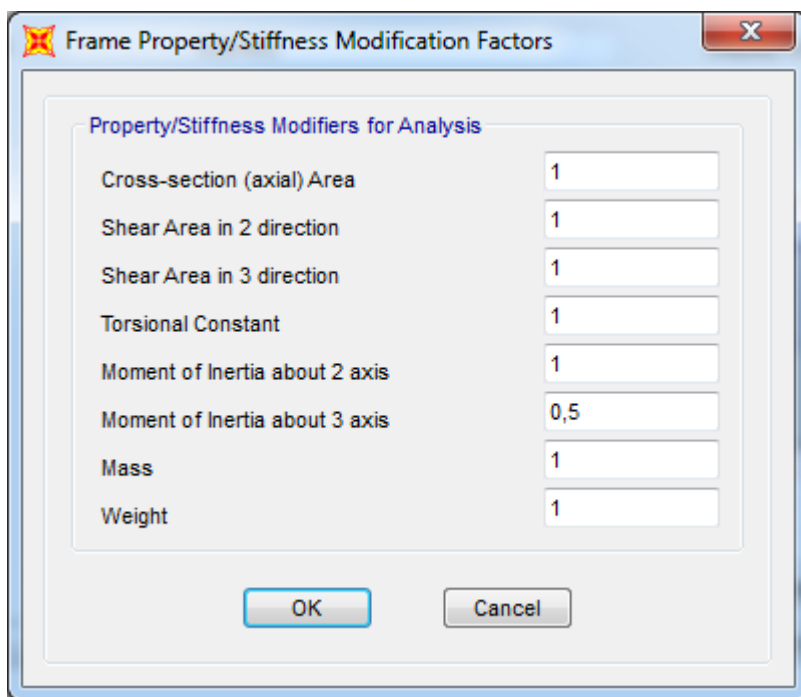 Frame Property/Stiffness Modification Factors
Property/Stiffness Modifiers for Analysis
Cross-section (axial) Area 1
Shear Area in 2 direction 1
Shear Area in 3 direction 1
Torsional Constant 1
Moment of Inertia about 2 axis 1
Moment of Inertia about 3 axis 0,5
Mass 1
Weight 1
OK Cancel